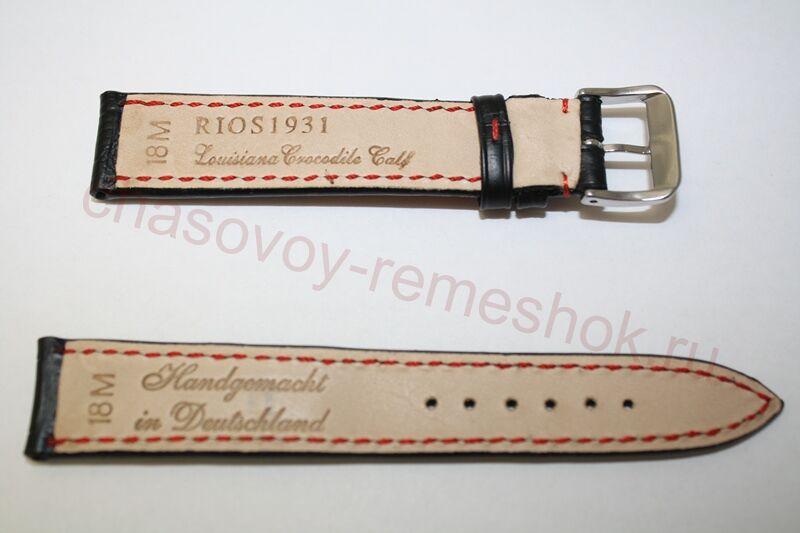 18M
RIOS1931
Louisiana Crocodile Calf
chasovoy-remeshok.ru
18M
Handgemacht
in Deutschland